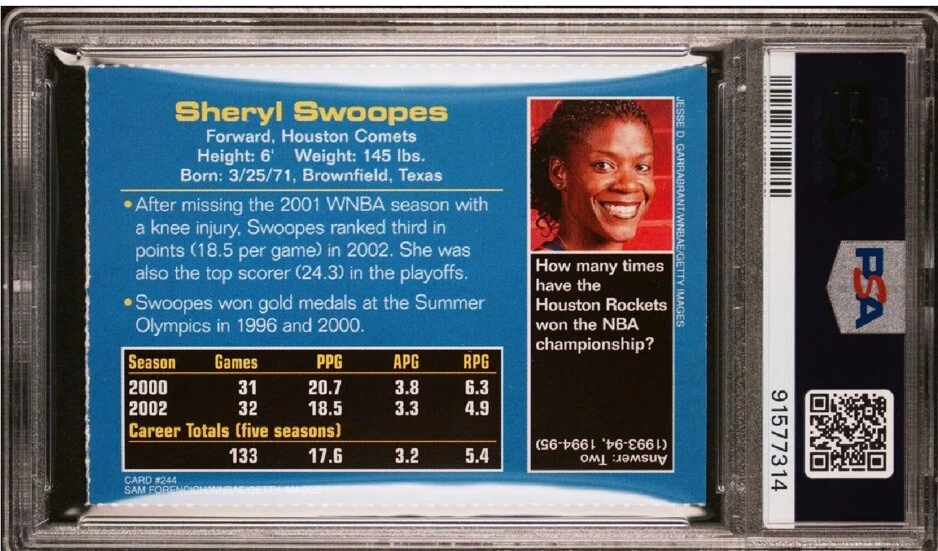 Sheryl Swoopes
Forward, Houston Comets
Height: 6' Weight: 145 lbs.
Born: 3/25/71, Brownfield, Texas
• After missing the 2001 WNBA season with
a knee injury, Swoopes ranked third in
points (18.5 per game) in 2002. She was
also the top scorer (24.3) in the playoffs.
• Swoopes won gold medals at the Summer
Olympics in 1996 and 2000.
Season Games PPG APG RPG
2000 31 20.7 3.8 6.3
2002 32 18.5 3.3 4.9
Career Totals (five seasons)
133 17.6 3.2 5.4
CARD #244
SAM FORENCICH/WNBAE/GETTY IMAGES
JESSE D. GARRABRANT/WNBAE/GETTY IMAGES
How many times
have the
Houston Rockets
won the NBA
championship?
Answer: Two
(1993-94, 1994-95)
PSA
PSA
91577314